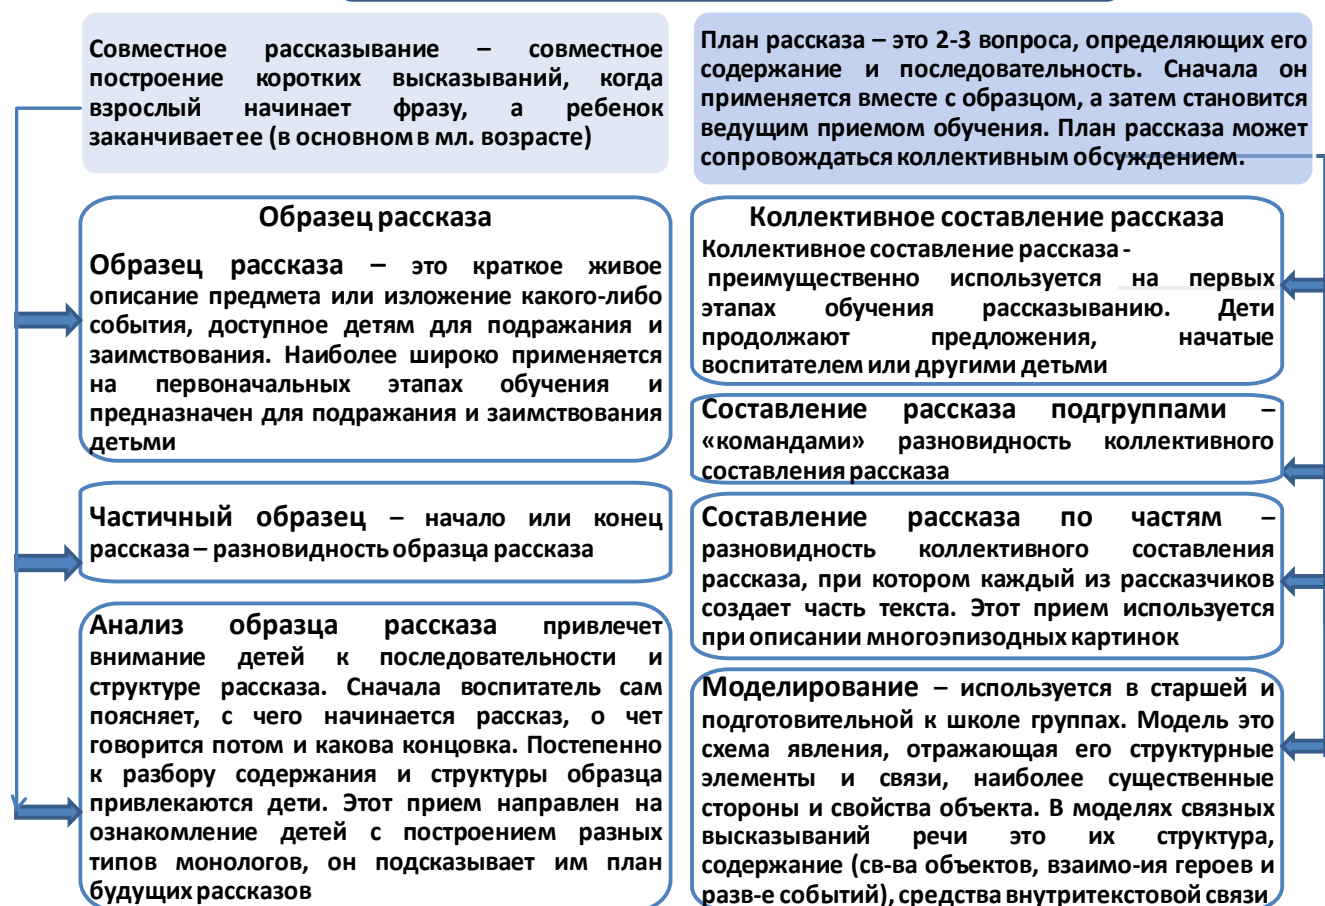 Совместное рассказывание – совместное
построение коротких высказываний, когда
взрослый начинает фразу, а ребенок
заканчивает ее (в основном в мл. возрасте)
Образец рассказа
Образец рассказа – это краткое живое
описание предмета или изложение какого-либо
события, доступное детям для подражания и
заимствования. Наиболее широко применяется
на первоначальных этапах обучения и
предназначен для подражания и заимствования
детьми
Частичный образец – начало или конец
рассказа – разновидность образца рассказа
Анализ образца рассказа привлечет
внимание детей к последовательности и
структуре рассказа. Сначала воспитатель сам
поясняет, с чего начинается рассказ, о чет
говорится потом и какова концовка. Постепенно
к разбору содержания и структуры образца
привлекаются дети. Этот прием направлен на
ознакомление детей с построением разных
типов монологов, он подсказывает им план
будущих рассказов
План рассказа – это 2-3 вопроса, определяющих его
содержание и последовательность. Сначала он
применяется вместе с образцом, а затем становится
ведущим приемом обучения. План рассказа может
сопровождаться коллективным обсуждением.
Коллективное составление рассказа
Коллективное составление рассказа -
преимущественно используется на первых
этапах обучения рассказыванию. Дети
продолжают предложения, начатые
воспитателем или другими детьми
Составление рассказа подгруппами –
«командами» разновидность коллективного
составления рассказа
Составление рассказа по частям –
разновидность коллективного составления
рассказа, при котором каждый из рассказчиков
создает часть текста. Этот прием используется
при описании многоэпизодных картинок
Моделирование – используется в старшей и
подготовительной к школе группах. Модель это
схема явления, отражающая его структурные
элементы и связи, наиболее существенные
стороны и свойства объекта. В моделях связных
высказываний речи это их структура,
содержание (св-ва объектов, взаимо-ия героев и
разв-е событий), средства внутритекстовой связи